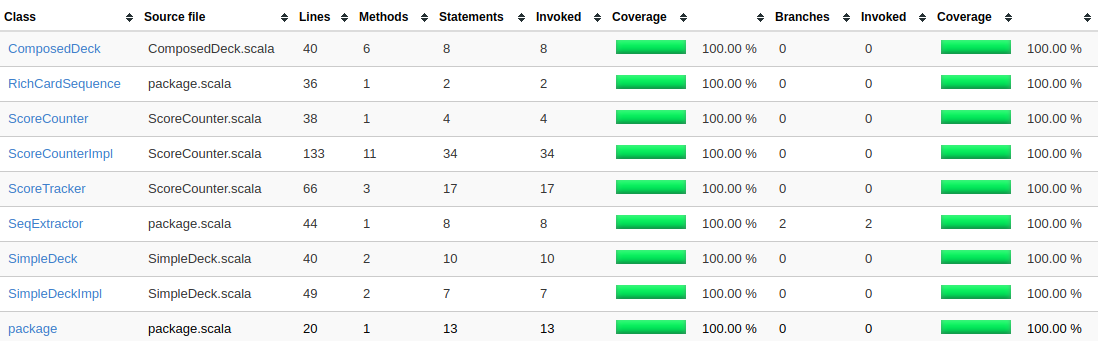 Class Source file Lines Methods Statements Invoked Coverage Branches Invoked Coverage
ComposedDeck ComposedDeck.scala 40 6 8 8 100.00 % 0 0 100.00 %
RichCardSequence package.scala 36 1 2 2 100.00 % 0 0 100.00 %
ScoreCounter ScoreCounter.scala 38 1 4 4 100.00 % 0 0 100.00 %
ScoreCounterImpl ScoreCounter.scala 133 11 34 34 100.00 % 0 0 100.00 %
ScoreTracker ScoreCounter.scala 66 3 17 17 100.00 % 0 0 100.00 %
SeqExtractor package.scala 44 1 8 8 100.00 % 2 2 100.00 %
SimpleDeck SimpleDeck.scala 40 2 10 10 100.00 % 0 0 100.00 %
SimpleDeckImpl SimpleDeck.scala 49 2 7 7 100.00 % 0 0 100.00 %
package package.scala 20 1 13 13 100.00 % 0 0 100.00 %